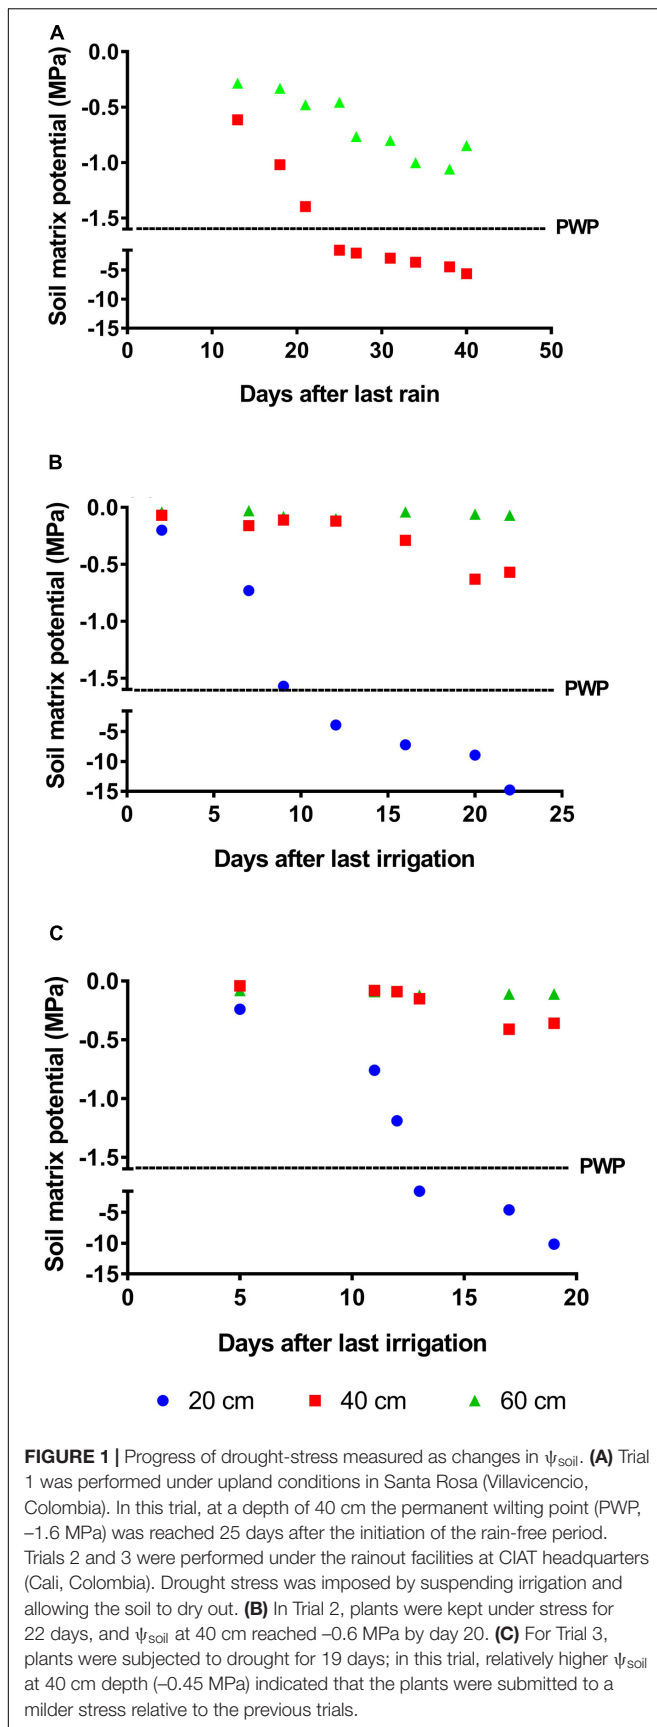 A
Soil matrix potential (MPa)
0.0
-0.5
-1.0
-1.5
PWP
-5
-10
-15
0 10 20 30 40 50
Days after last rain
B
Soil matrix potential (MPa)
0.0
-0.5
-1.0
-1.5
PWP
-5
-10
-15
0 5 10 15 20 25
Days after last irrigation
C
Soil matrix potential (MPa)
0.0
-0.5
-1.0
-1.5
PWP
-5
-10
-15
0 5 10 15 20
Days after last irrigation
20 cm 40 cm 60 cm
FIGURE 1 | Progress of drought-stress measured as changes in ψsoil. (A) Trial
1 was performed under upland conditions in Santa Rosa (Villavicencio,
Colombia). In this trial, at a depth of 40 cm the permanent wilting point (PWP,
–1.6 MPa) was reached 25 days after the initiation of the rain-free period.
Trials 2 and 3 were performed under the rainout facilities at CIAT headquarters
(Cali, Colombia). Drought stress was imposed by suspending irrigation and
allowing the soil to dry out. (B) In Trial 2, plants were kept under stress for
22 days, and ψsoil at 40 cm reached –0.6 MPa by day 20. (C) For Trial 3,
plants were subjected to drought for 19 days; in this trial, relatively higher ψsoil
at 40 cm depth (–0.45 MPa) indicated that the plants were submitted to a
milder stress relative to the previous trials.